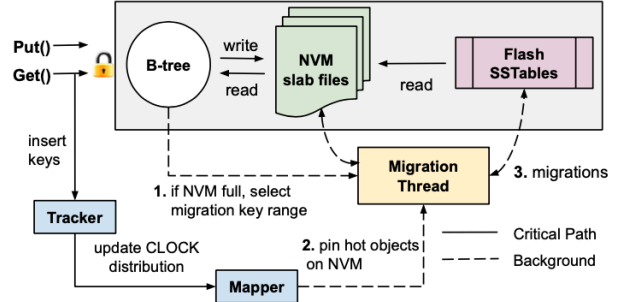 Put()
Get()
B-tree
write
read
NVM
slab files
read
Flash
SSTables
insert
keys
1. if NVM full, select
migration key range
Migration
Thread
3. migrations
Tracker
update CLOCK
distribution
2. pin hot objects
on NVM
Mapper
Critical Path
Background